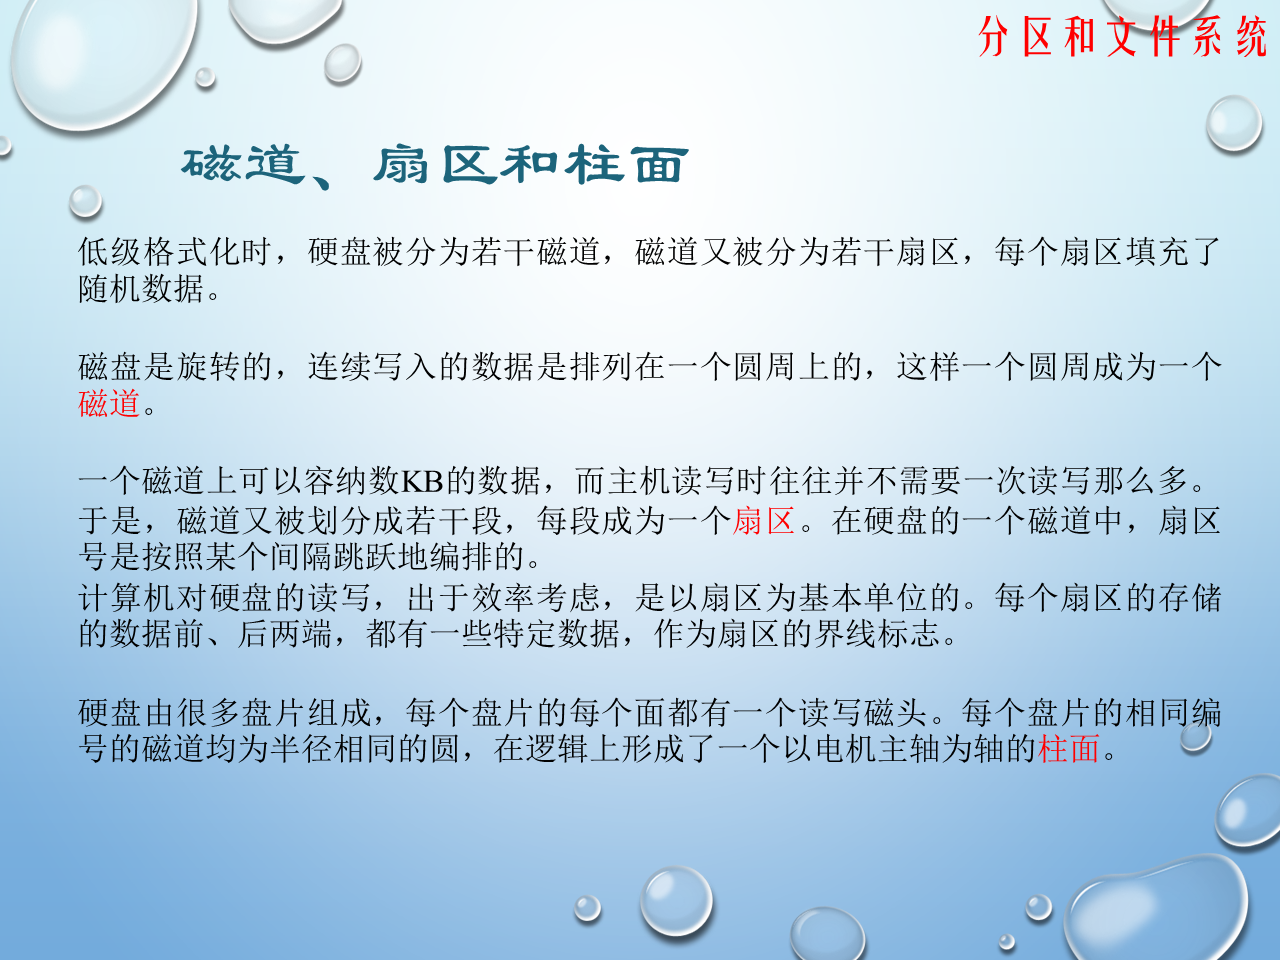 分区和文件系统
磁道、扇区和柱面
低级格式化时，硬盘被分为若干磁道，磁道又被分为若干扇区，每个扇区填充了
随机数据。
磁盘是旋转的，连续写入的数据是排列在一个圆周上的，这样一个圆周成为一个
磁道。
一个磁道上可以容纳数KB的数据，而主机读写时往往并不需要一次读写那么多。
于是，磁道又被划分成若干段，每段成为一个扇区。在硬盘的一个磁道中，扇区
号是按照某个间隔跳跃地编排的。
计算机对硬盘的读写，出于效率考虑，是以扇区为基本单位的。每个扇区的存储
的数据前、后两端，都有一些特定数据，作为扇区的界线标志。
硬盘由很多盘片组成，每个盘片的每个面都有一个读写磁头。每个盘片的相同编
号的磁道均为半径相同的圆，在逻辑上形成了一个以电机主轴为轴的柱面。